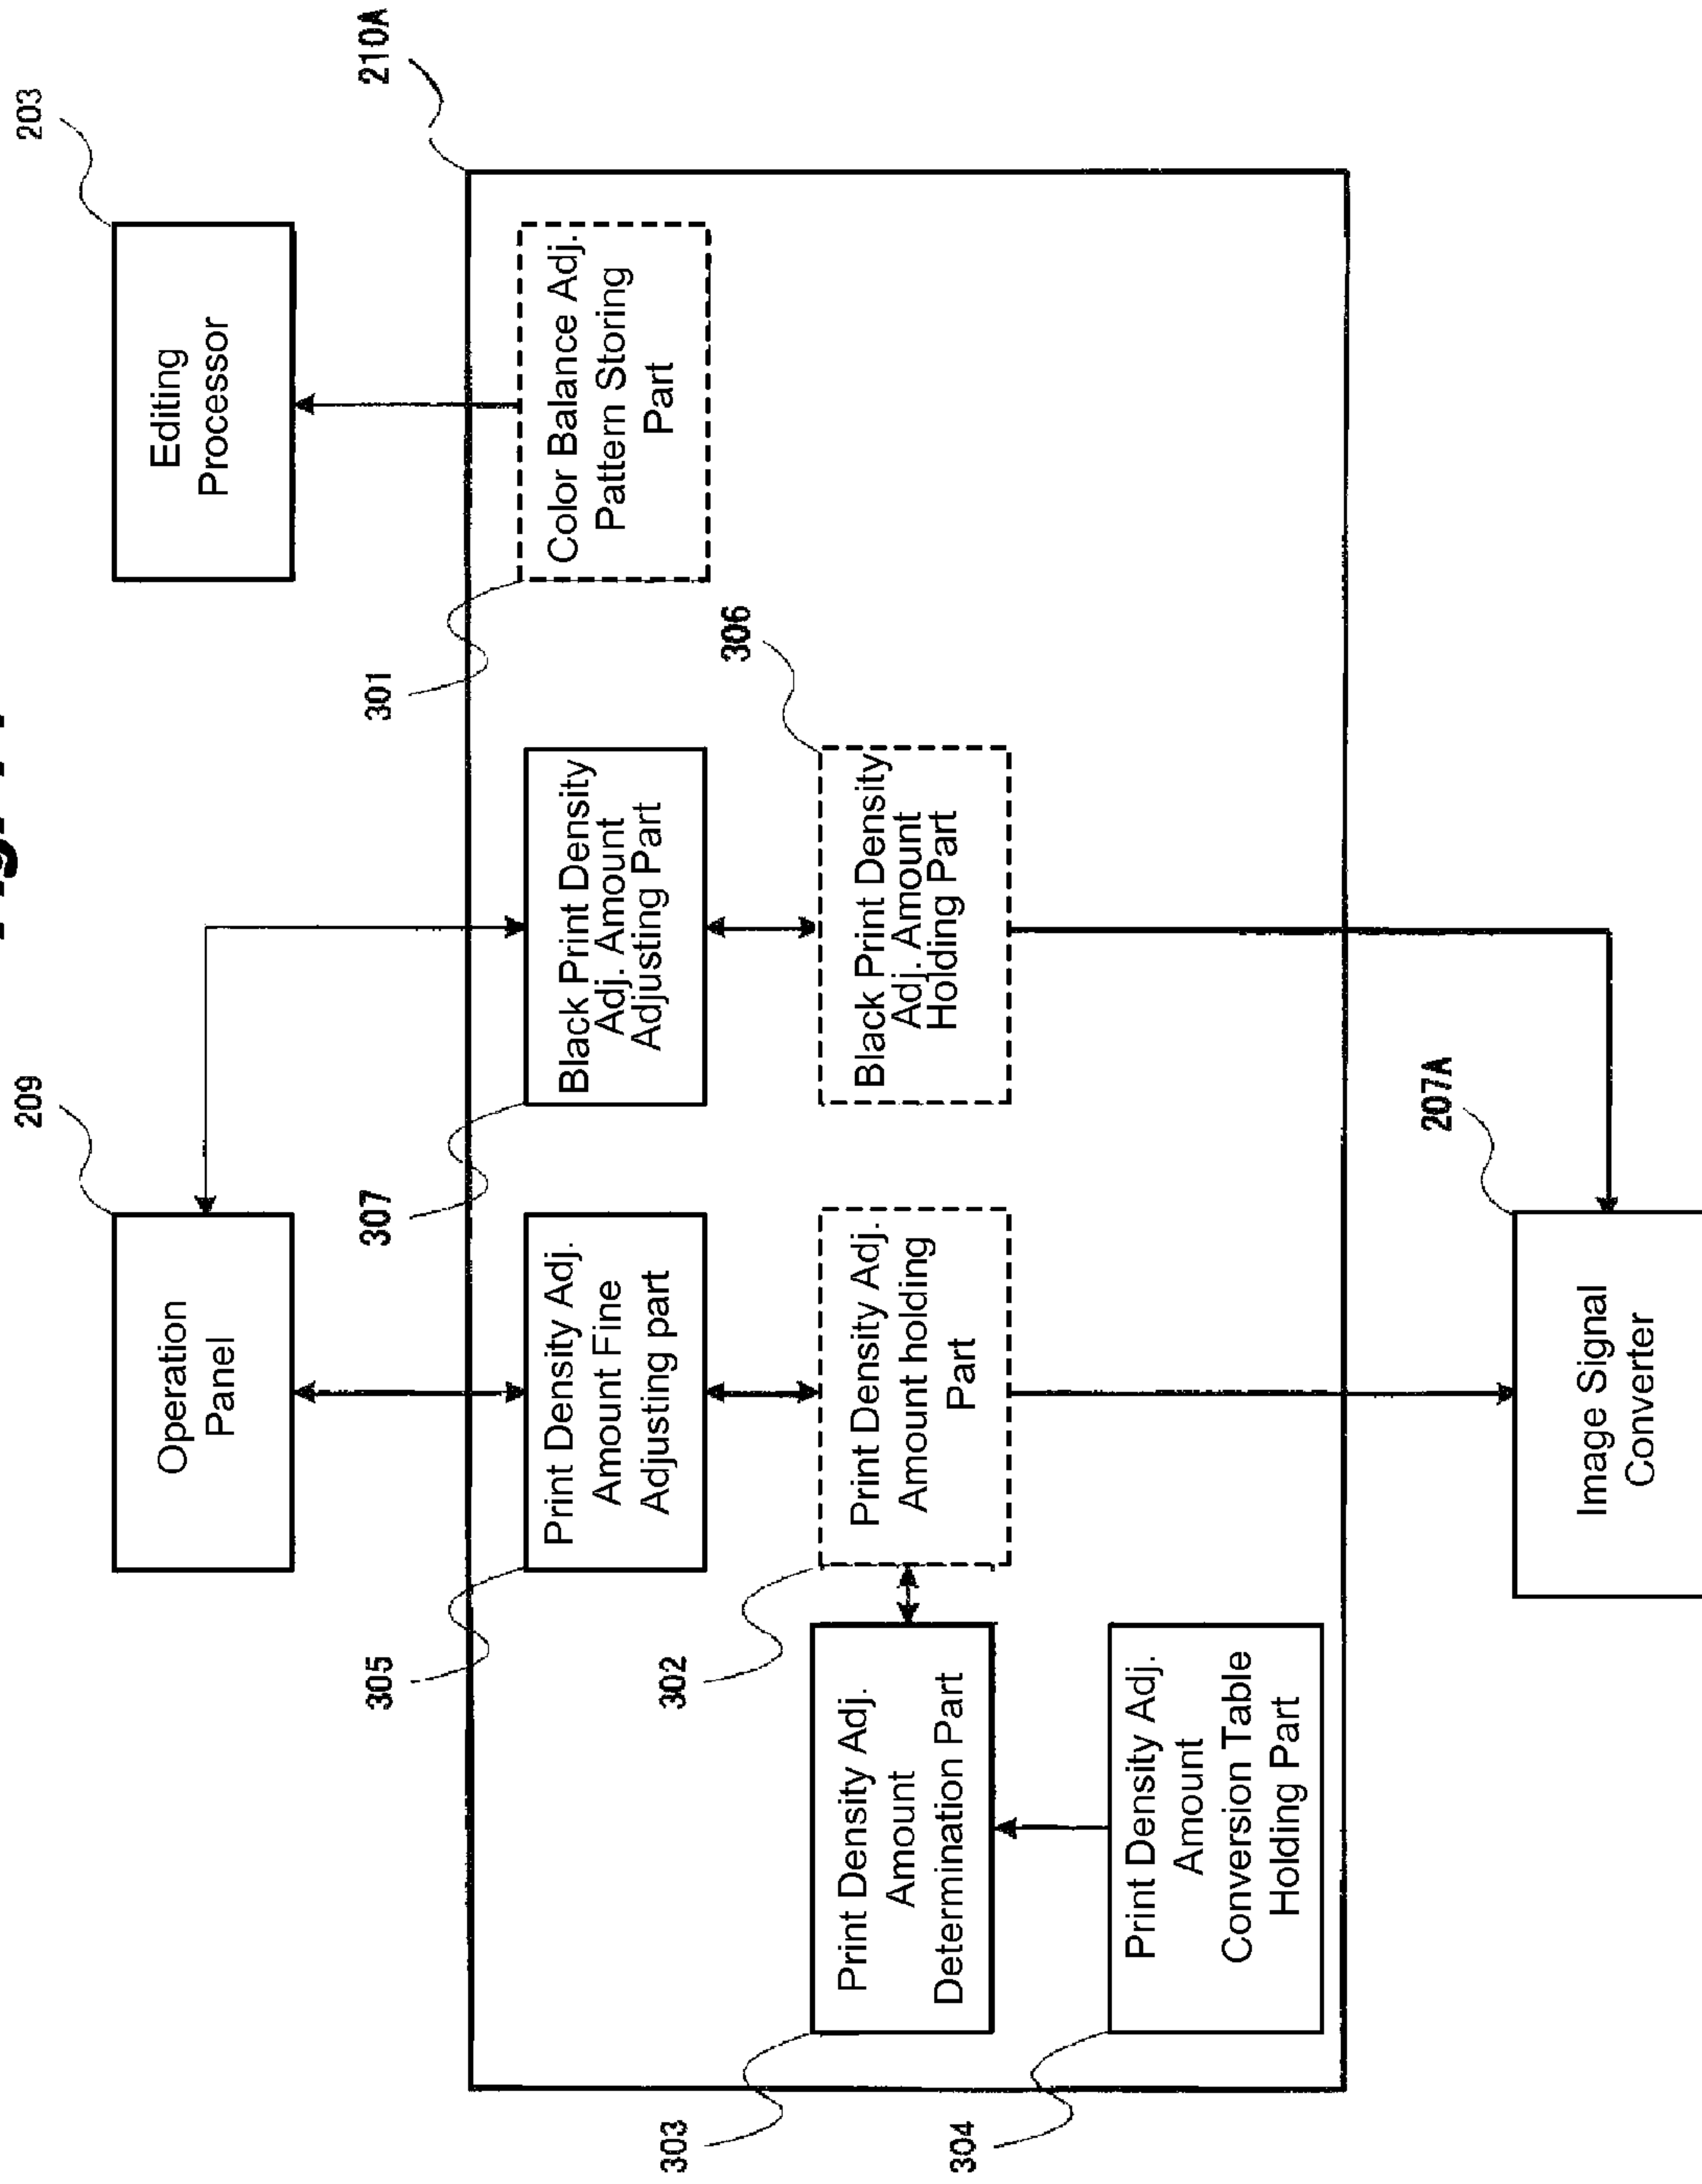 203
Editing
Processor
210A
Color Balance Adj.
Pattern Storing
Part
301
209
Operation
Panel
Black Print Density
Adj. Amount
Adjusting Part
307
306
Black Print Density
Adj. Amount
Holding Part
Print Density Adj.
Amount Fine
Adjusting part
305
Print Density Adj.
Amount holding
Part
302
Print Density Adj.
Amount
Determination Part
303
Print Density Adj.
Amount
Conversion Table
Holding Part
304
207A
Image Signal
Converter